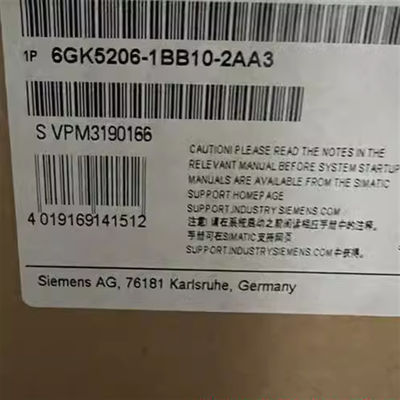 1P 6GK5206-1BB10-2AA3
S VPM3190166
CAUTION! PLEASE READ THE NOTES IN THE
RELEVANT MANUAL BEFORE SYSTEM STARTUP
MANUALS ARE AVAILABLE FROM THE SIMATIC
SUPPORT HOMEPAGE
SUPPORT.INDUSTRY.SIEMENS.COM
注意: 请在系统启动之前阅读相应手册中的注释。
手册可在SIMATIC支持网页
SUPPORT.INDUSTRY.SIEMENS.COM中获得。
4 019169 141512
Siemens AG, 76181 Karlsruhe, Germany